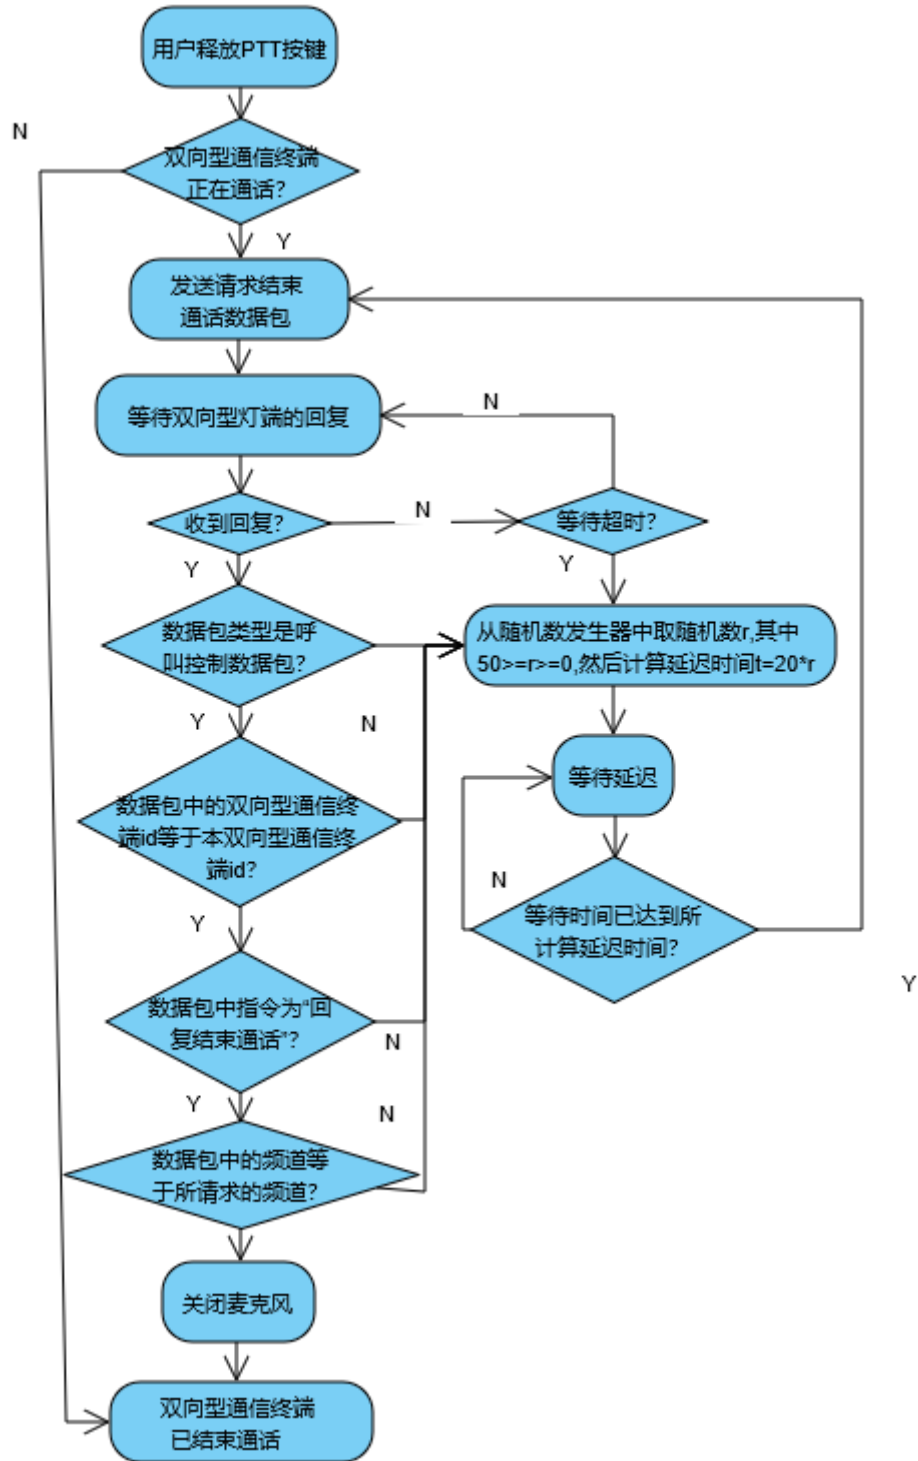 用户释放PTT按键
N
双向型通信终端
正在通话?
Y
发送请求结束
通话数据包
N
等待双向型灯端的回复
收到回复?
N
等待超时?
Y
Y
数据包类型是呼
叫控制数据包?
从随机数发生器中取随机数r,其中
50>=r>=0,然后计算延迟时间t=20*r
Y
N
等待延迟
数据包中的双向型通信终
端id等于本双向型通信终
端id?
N
Y
等待时间已达到所
计算延迟时间?
Y
数据包中指令为“回
复结束通话”?
N
Y
N
数据包中的频道等
于所请求的频道?
关闭麦克风
双向型通信终端
已结束通话